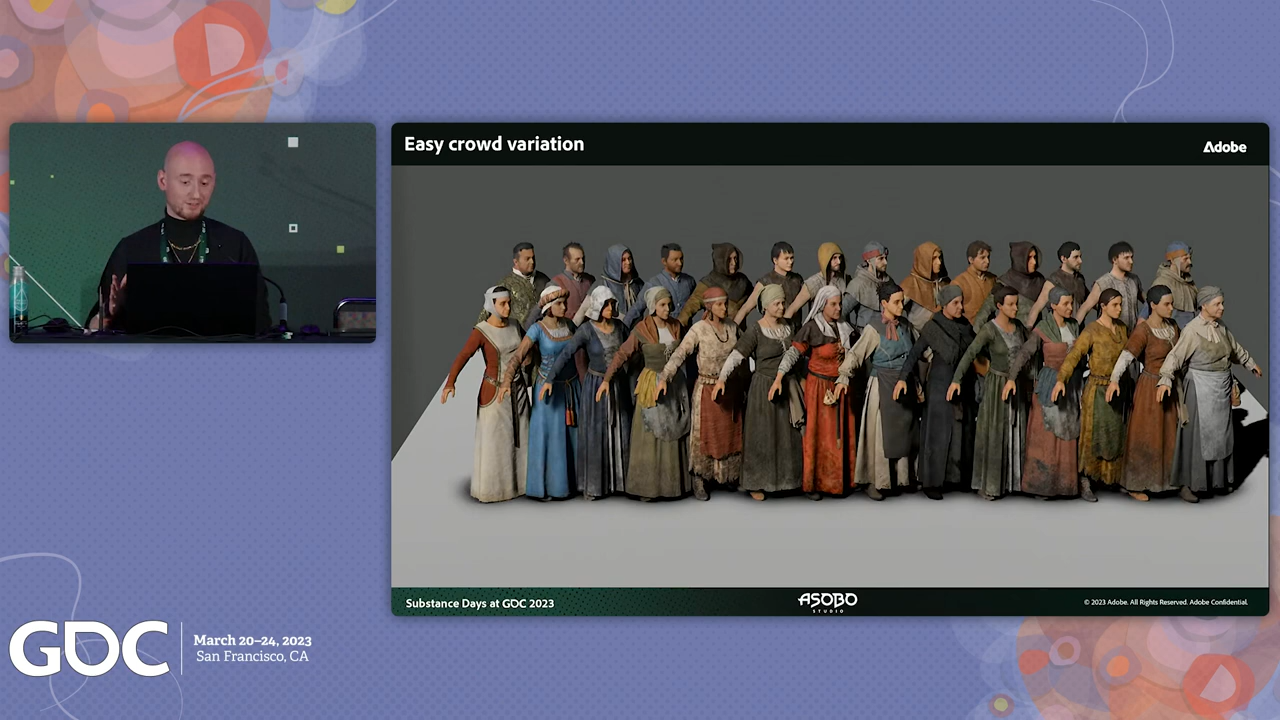 Easy crowd variation
Adobe
Substance Days at GDC 2023
ASOBO
STUDIO
© 2023 Adobe. All Rights Reserved. Adobe Confidential.
GDC
March 20–24, 2023
San Francisco, CA